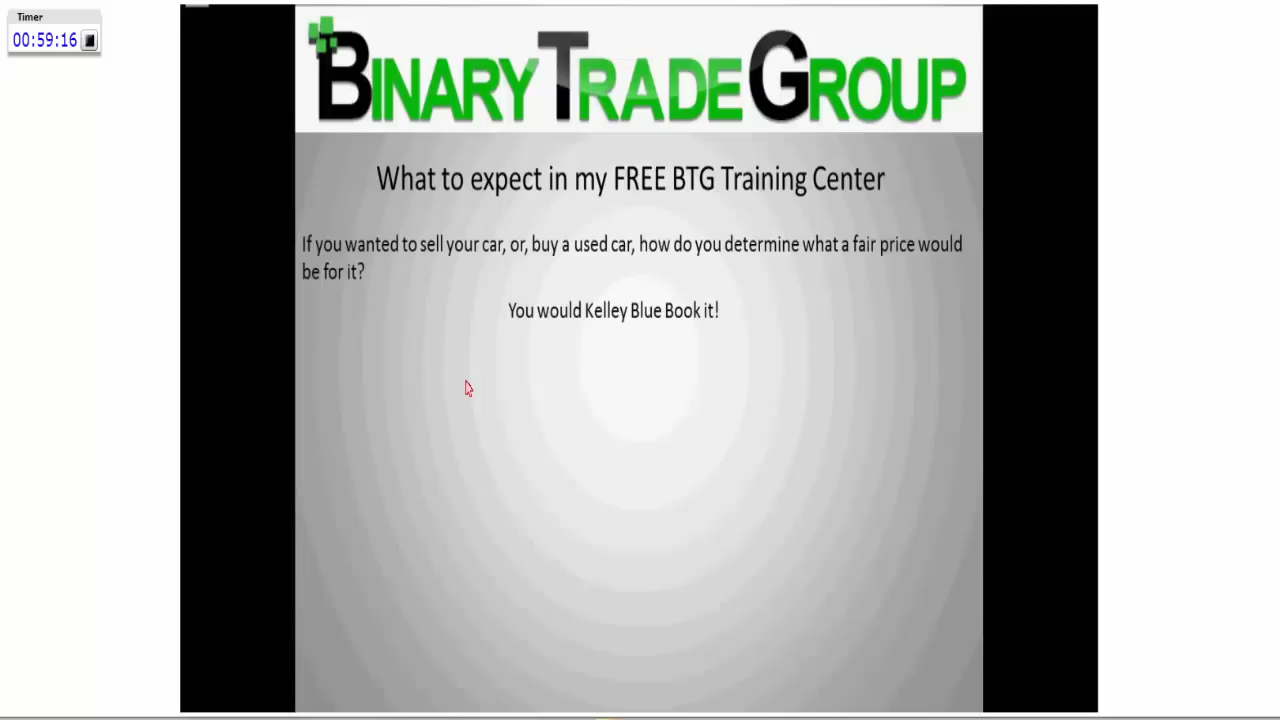 Timer
00:59:16
BINARY TRADE GROUP
What to expect in my FREE BTG Training Center
If you wanted to sell your car, or, buy a used car, how do you determine what a fair price would
be for it?
You would Kelley Blue Book it!